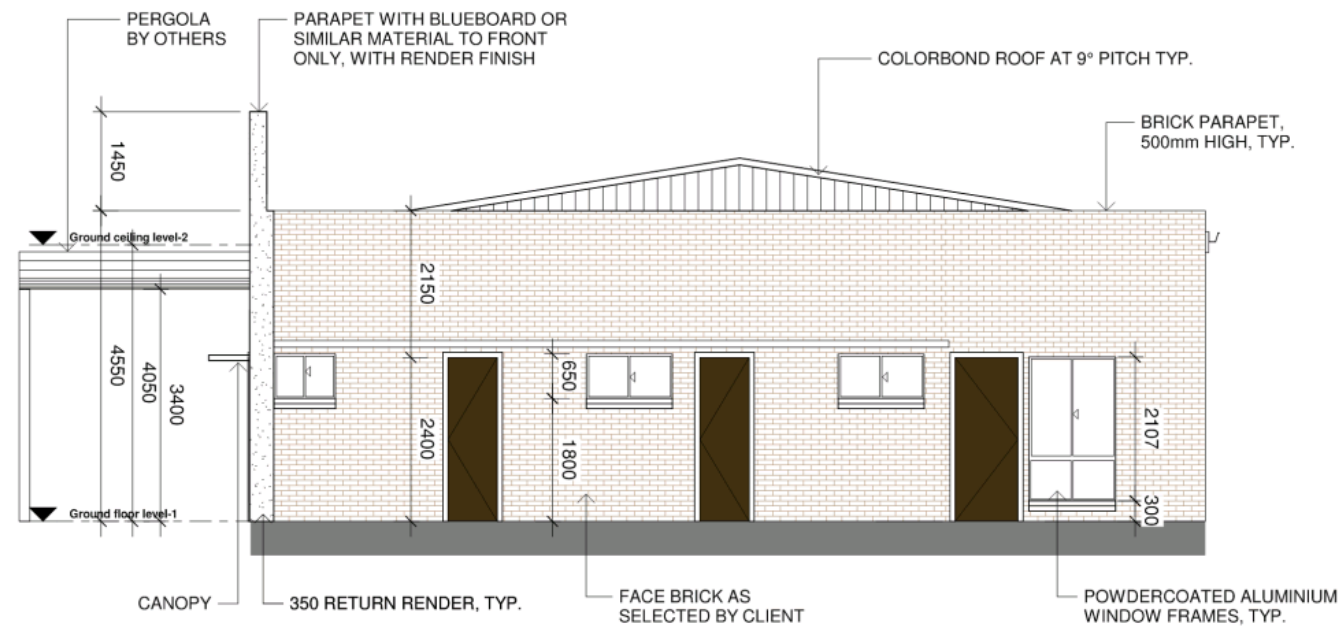 PERGOLA
BY OTHERS
PARAPET WITH BLUEBOARD OR
SIMILAR MATERIAL TO FRONT
ONLY, WITH RENDER FINISH
COLORBOND ROOF AT 9° PITCH TYP.
BRICK PARAPET,
500mm HIGH, TYP.
1450
Ground ceiling level-2
2150
4550
4050
3400
650
2400
1800
2107
300
Ground floor level-1
CANOPY
350 RETURN RENDER, TYP.
FACE BRICK AS
SELECTED BY CLIENT
POWDERCOATED ALUMINIUM
WINDOW FRAMES, TYP.